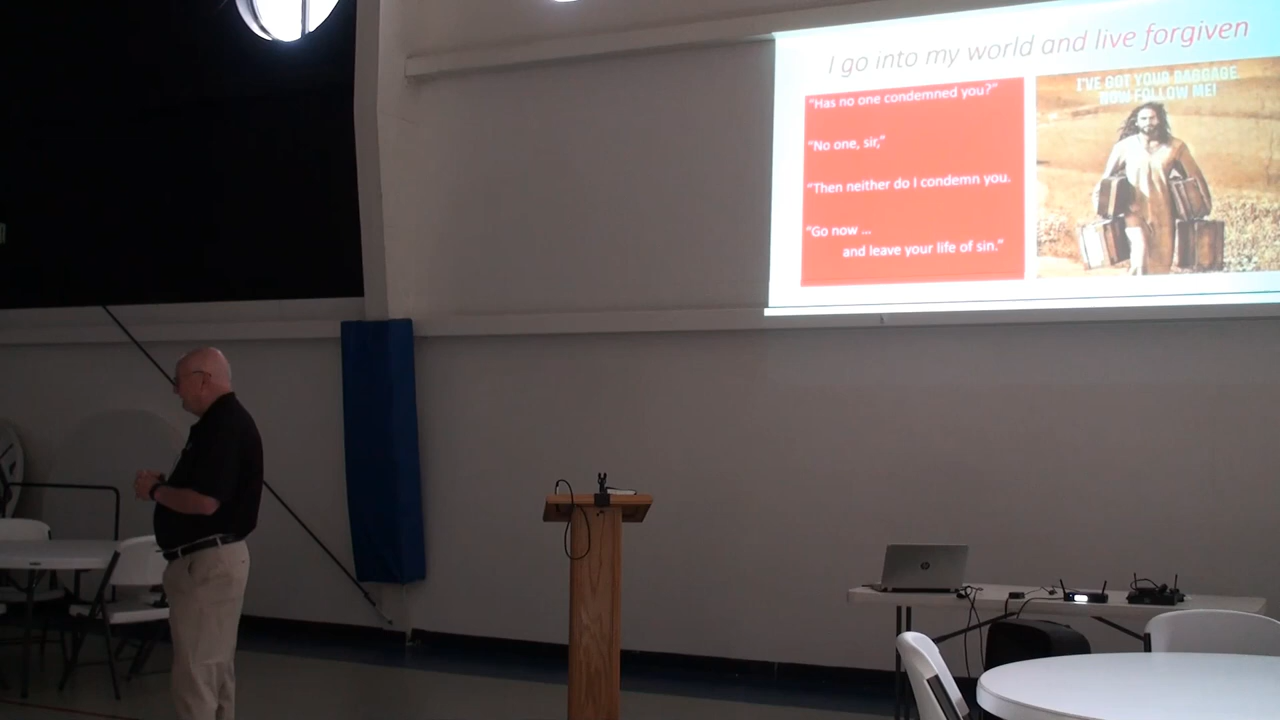 I go into my world and live forgiven
"Has no one condemned you?"
"No one, sir,"
"Then neither do I condemn you.
"Go now ...
and leave your life of sin."
I'VE GOT YOUR BAGGAGE.
NOW FOLLOW ME!
hp